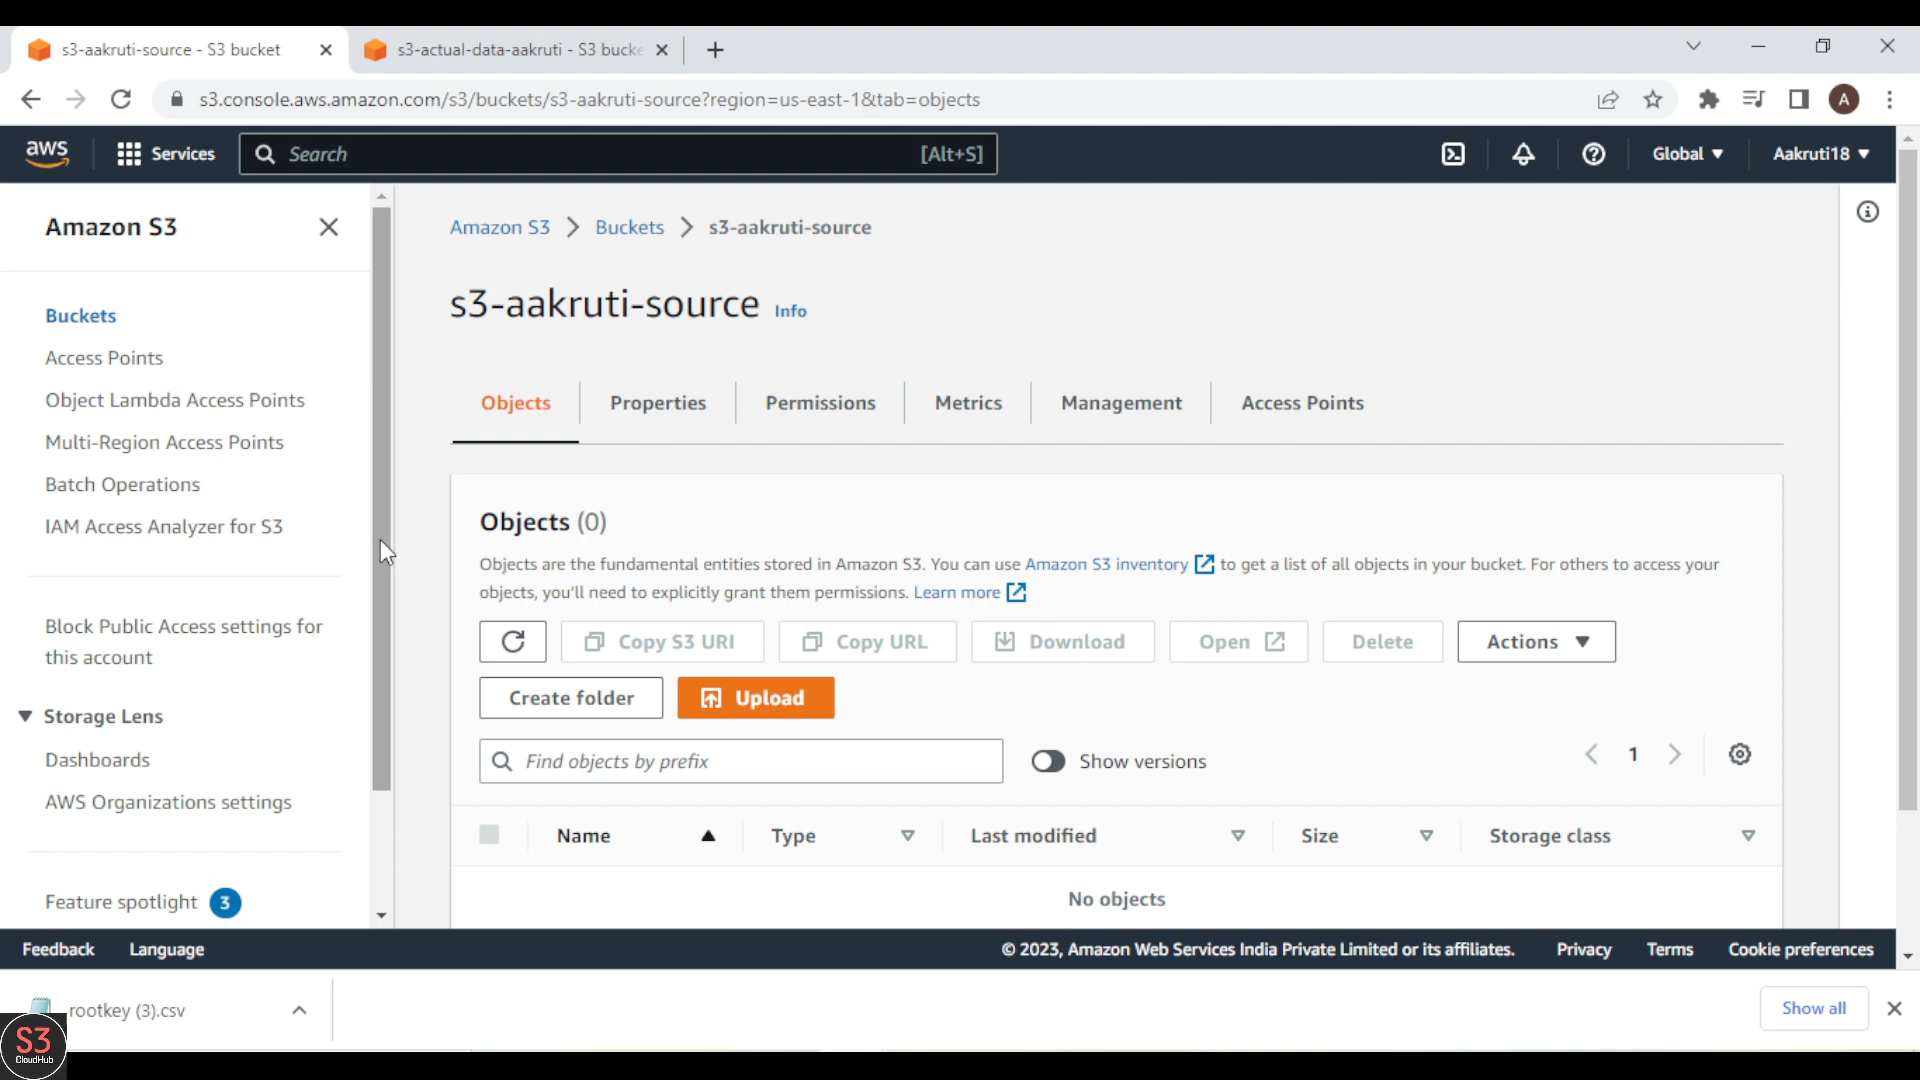 s3-aakruti-source - S3 bucket
s3-actual-data-aakruti - S3 bucke
s3.console.aws.amazon.com/s3/buckets/s3-aakruti-source?region=us-east-1&tab=objects
A
aws
Services
Search
[Alt+S]
Global
Aakruti18
Amazon S3
Buckets
Access Points
Object Lambda Access Points
Multi-Region Access Points
Batch Operations
IAM Access Analyzer for S3
Block Public Access settings for
this account
Storage Lens
Dashboards
AWS Organizations settings
Feature spotlight 3
Amazon S3 > Buckets > s3-aakruti-source
s3-aakruti-source Info
Objects
Properties
Permissions
Metrics
Management
Access Points
Objects (0)
Objects are the fundamental entities stored in Amazon S3. You can use Amazon S3 inventory to get a list of all objects in your bucket. For others to access your
objects, you'll need to explicitly grant them permissions. Learn more
Copy S3 URI
Copy URL
Download
Open
Delete
Actions
Create folder
Upload
Find objects by prefix
Show versions
1
Name
Type
Last modified
Size
Storage class
No objects
Feedback
Language
© 2023, Amazon Web Services India Private Limited or its affiliates.
Privacy
Terms
Cookie preferences
rootkey (3).csv
Show all
S3
CloudHub